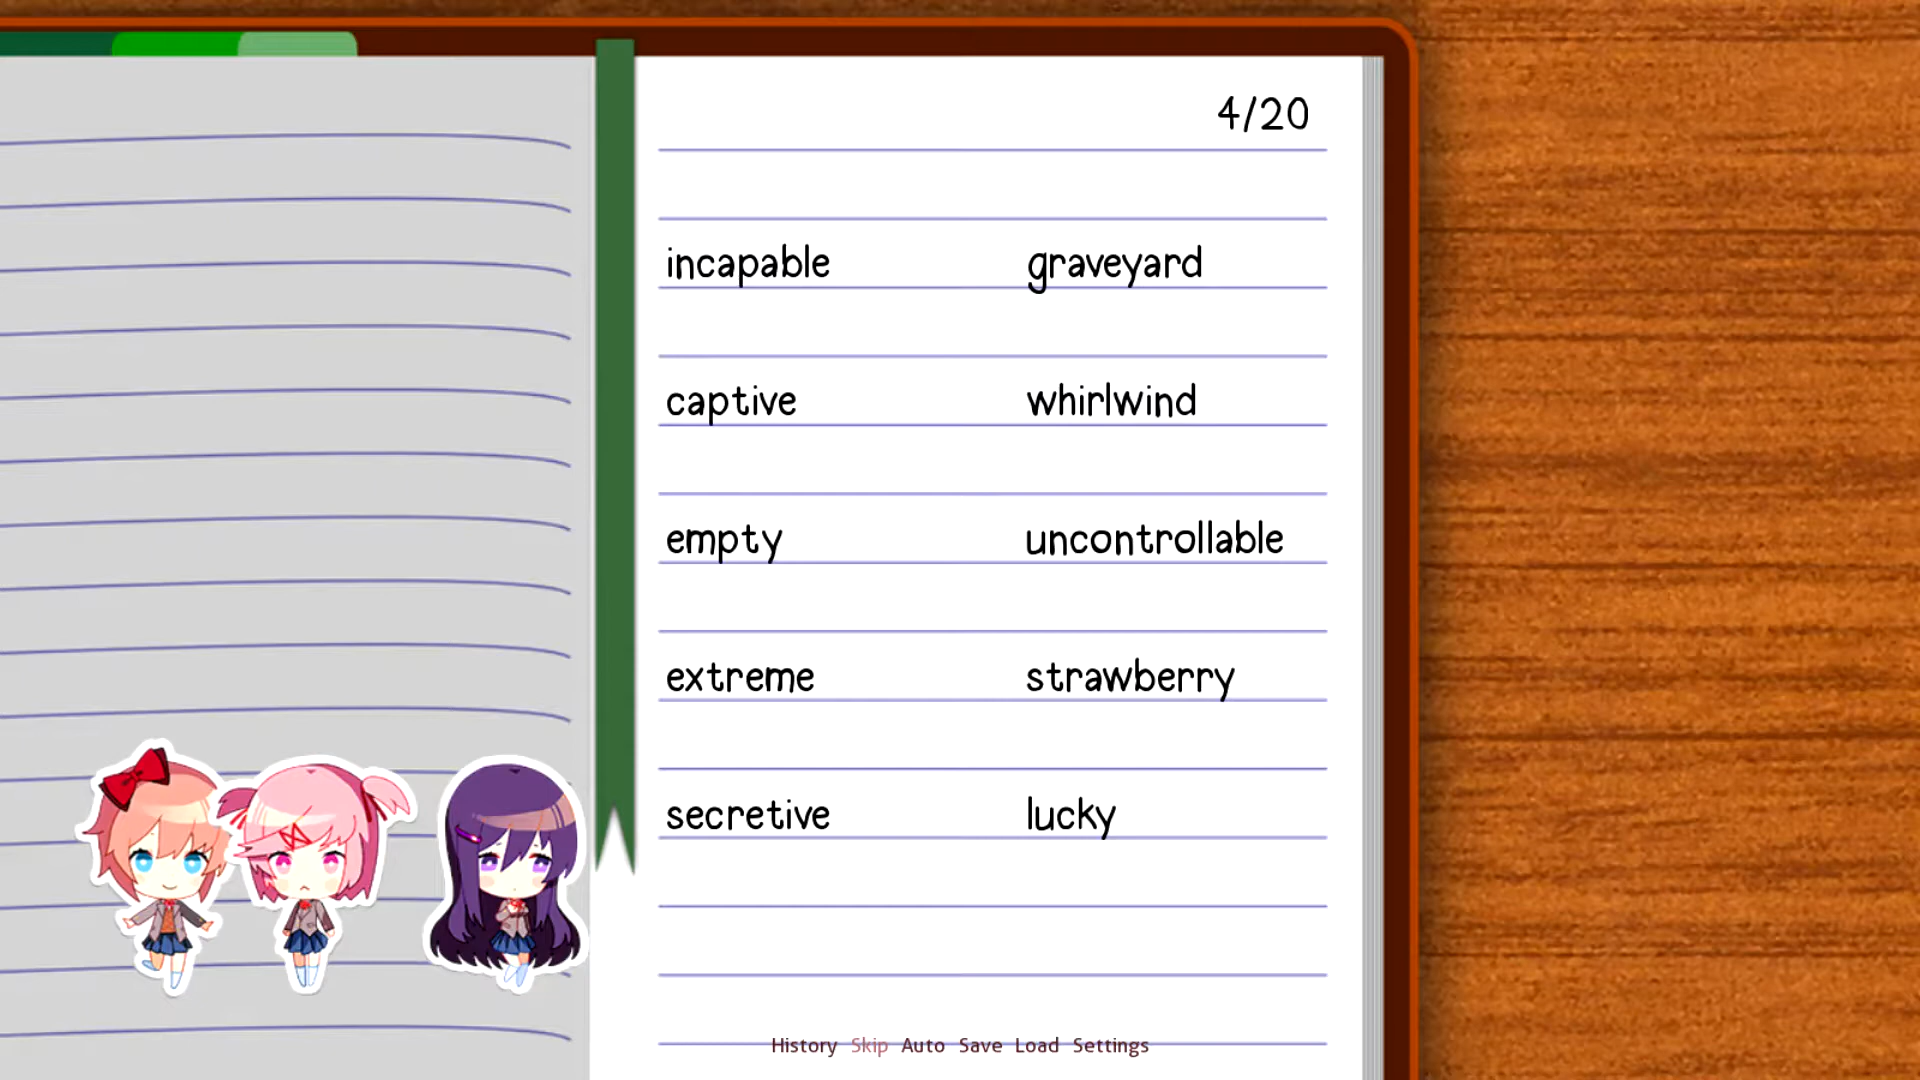 4/20
incapable graveyard
captive whirlwind
empty uncontrollable
extreme strawberry
secretive lucky
History Skip Auto Save Load Settings